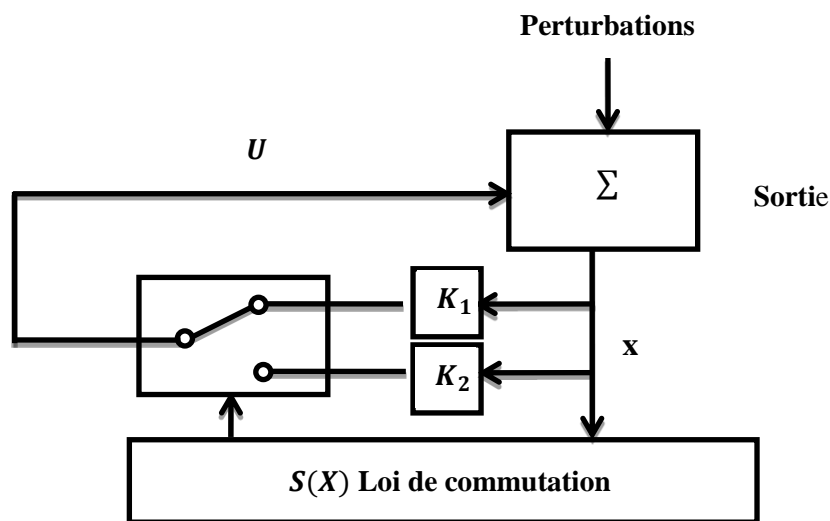 Perturbations
U
Σ
Sortie
K₁
x
K₂
S(X) Loi de commutation